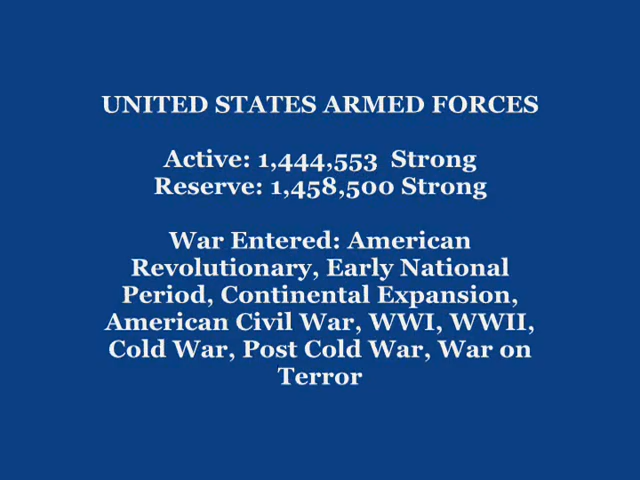 UNITED STATES ARMED FORCES
Active: 1,444,553 Strong
Reserve: 1,458,500 Strong
War Entered: American
Revolutionary, Early National
Period, Continental Expansion,
American Civil War, WWI, WWII,
Cold War, Post Cold War, War on
Terror